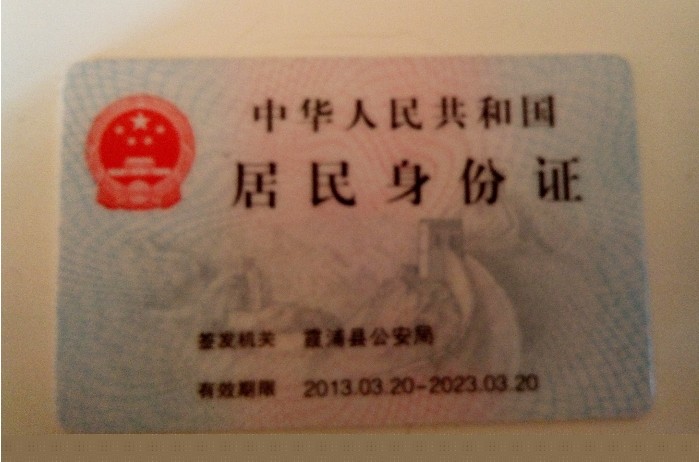 中华人民共和国
居民身份证
签发机关 霞浦县公安局
有效期限 2013.03.20-2023.03.20